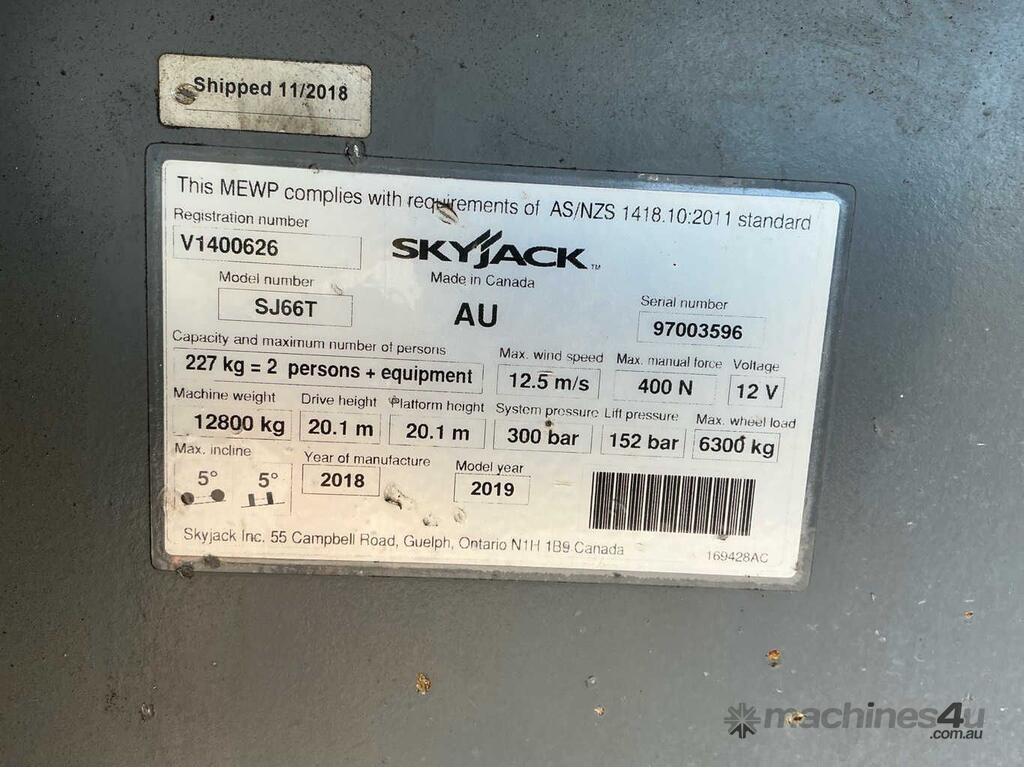 Shipped 11/2018
This MEWP complies with requirements of AS/NZS 1418.10:2011 standard
Registration number
V1400626
SKYJACK™
Made in Canada
Model number
SJ66T
AU
Serial number
97003596
Capacity and maximum number of persons
227 kg = 2 persons + equipment
Max. wind speed
12.5 m/s
Max. manual force
400 N
Voltage
12 V
Machine weight
12800 kg
Drive height
20.1 m
Platform height
20.1 m
System pressure
300 bar
Lift pressure
152 bar
Max. wheel load
6300 kg
Max. incline
5° 5°
Year of manufacture
2018
Model year
2019
Skyjack Inc. 55 Campbell Road, Guelph, Ontario N1H 1B9 Canada
169428AC
machines4u
.com.au